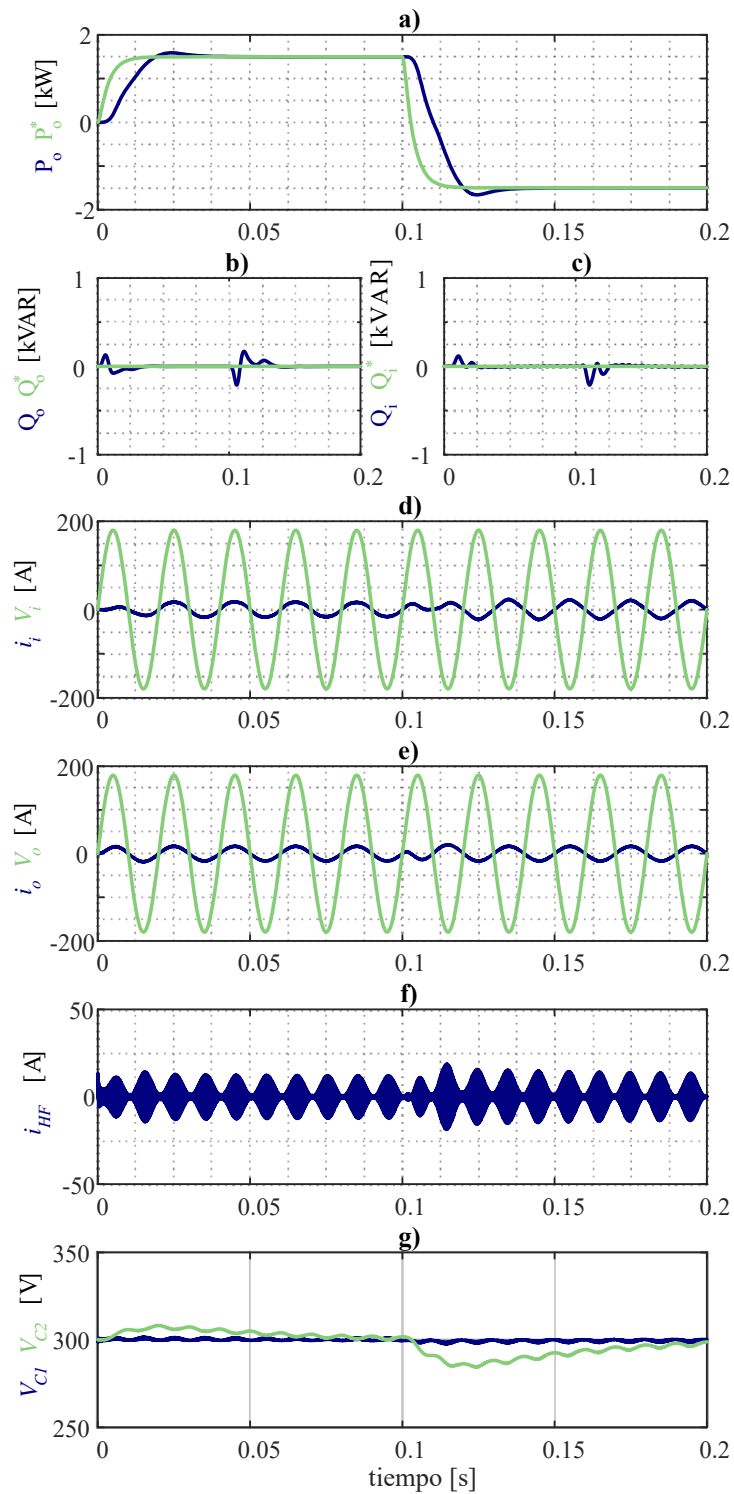 a)
P_o P_o^* [kW]
2
0
-2
0 0.05 0.1 0.15 0.2
b)
Q_o Q_o^* [kVAR]
1
0
-1
0 0.1 0.2
c)
Q_i Q_i^* [kVAR]
1
0
-1
0 0.1 0.2
d)
i_i V_i [A]
200
0
-200
0 0.05 0.1 0.15 0.2
e)
i_o V_o [A]
200
0
-200
0 0.05 0.1 0.15 0.2
f)
i_HF [A]
50
0
-50
0 0.05 0.1 0.15 0.2
g)
V_C1 V_C2 [V]
350
300
250
0 0.05 0.1 0.15 0.2
tiempo [s]